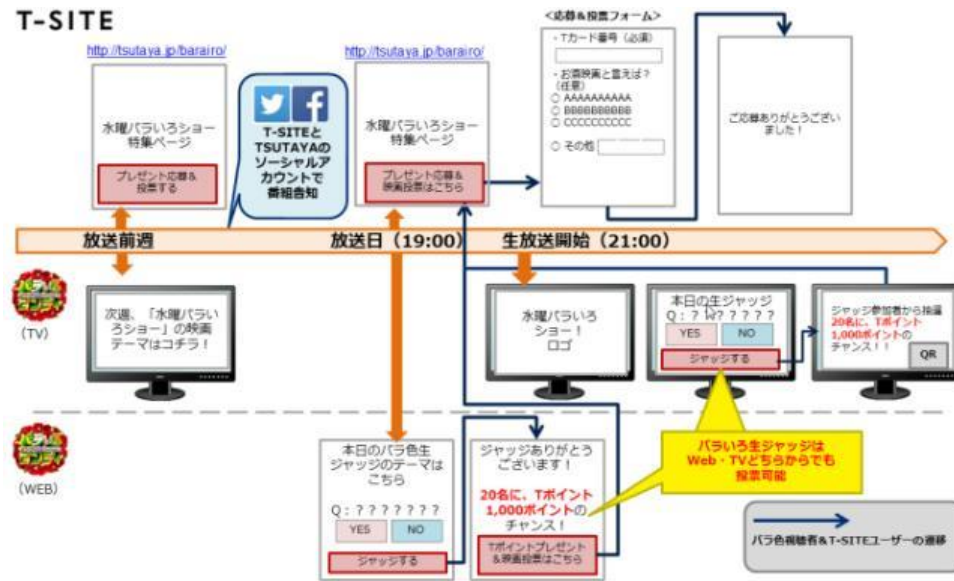 T-SITE
http://tsutaya.jp/barairo/
水曜バラいろショー
特集ページ
プレゼント応募&
投票する
T-SITEと
TSUTAYAの
ソーシャルア
カウントで
番組告知
http://tsutaya.jp/barairo/
水曜バラいろショー
特集ページ
プレゼント応募&
映画投票はこちら
<応募&投票フォーム>
・Tカード番号（必須）
・お酒映画と言えば？
（任意）
○ AAAAAAAAAA
○ BBBBBBBBBB
○ CCCCCCCCCC
○ その他
ご応募ありがとうござい
ました！
放送前週
放送日（19:00）
生放送開始（21:00）
バラいろ
ダンディ
（TV）
次週、「水曜バラい
ろショー」の映画
テーマはコチラ！
水曜バラいろ
ショー！
ロゴ
本日の生ジャッジ
Q：？？？？？？？
YES
NO
ジャッジする
ジャッジ参加者から抽選
20名に、Tポイント
1,000ポイントの
チャンス！！
QR
バラいろ
ダンディ
（WEB）
本日のバラ色生
ジャッジのテーマは
こちら
Q：？？？？？？？
YES
NO
ジャッジする
ジャッジありがとう
ございます！
20名に、Tポイント
1,000ポイントの
チャンス！
Tポイントプレゼント
&映画投票はこちら
バラいろ生ジャッジは
Web・TVどちらからでも
投票可能
バラ色視聴者&T-SITEユーザーの遷移